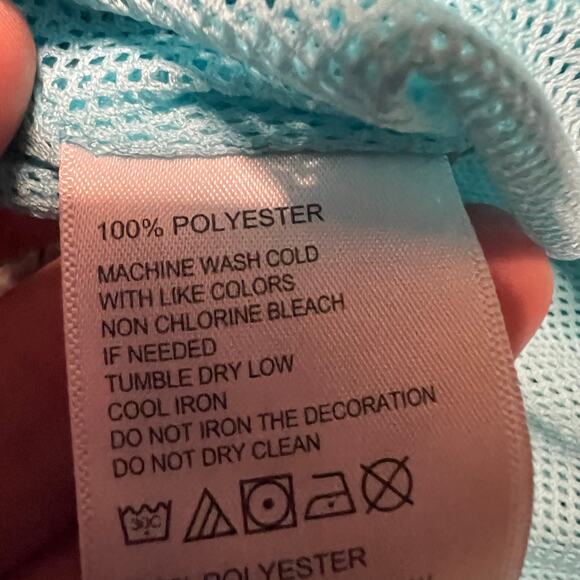 100% POLYESTER
MACHINE WASH COLD
WITH LIKE COLORS
NON CHLORINE BLEACH
IF NEEDED
TUMBLE DRY LOW
COOL IRON
DO NOT IRON THE DECORATION
DO NOT DRY CLEAN
30C
POLYESTER